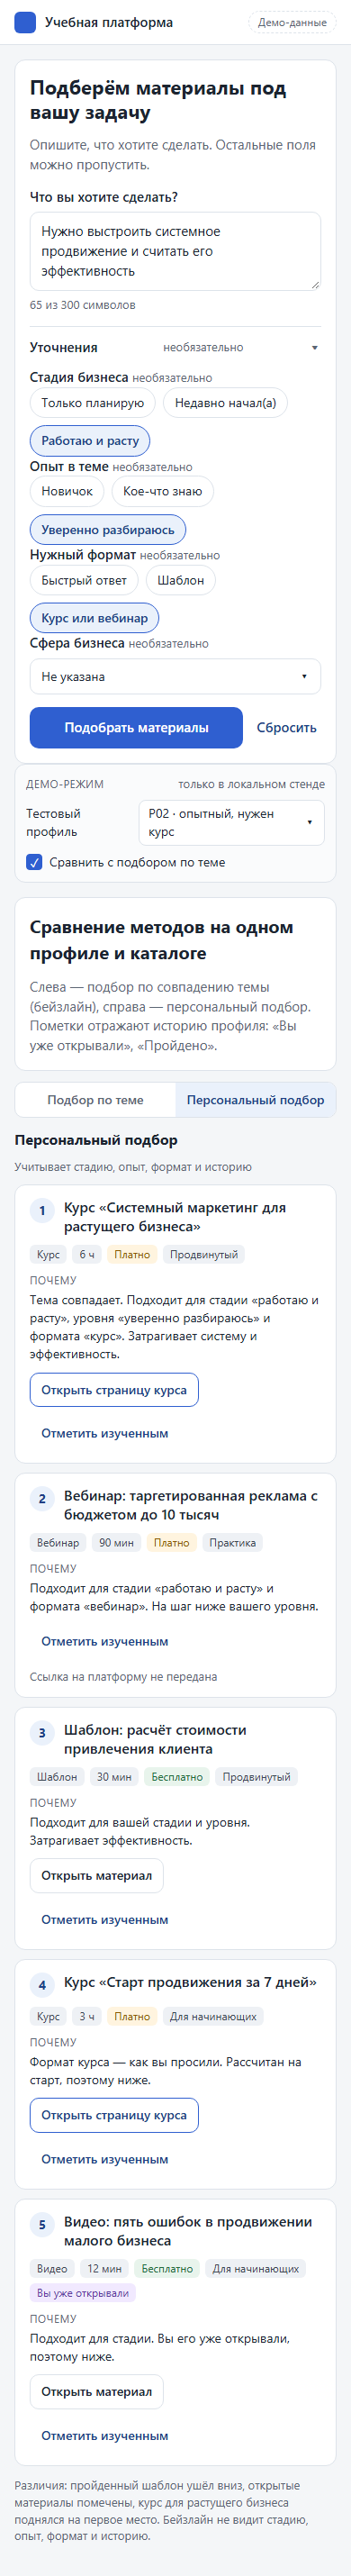 Учебная платформа
Демо-данные
Подберём материалы под
вашу задачу
Опишите, что хотите сделать. Остальные поля
можно пропустить.
Что вы хотите сделать?
Нужно выстроить системное
продвижение и считать его
эффективность
65 из 300 символов
Уточнения необязательно
Стадия бизнеса необязательно
Только планирую Недавно начал(а)
Работаю и расту
Опыт в теме необязательно
Новичок Кое-что знаю
Уверенно разбираюсь
Нужный формат необязательно
Быстрый ответ Шаблон
Курс или вебинар
Сфера бизнеса необязательно
Не указана
Подобрать материалы Сбросить
ДЕМО-РЕЖИМ только в локальном стенде
Тестовый
профиль
P02 · опытный, нужен
курс
Сравнить с подбором по теме
Сравнение методов на одном
профиле и каталоге
Слева — подбор по совпадению темы
(бейзлайн), справа — персональный подбор.
Пометки отражают историю профиля: «Вы
уже открывали», «Пройдено».
Подбор по теме Персональный подбор
Персональный подбор
Учитывает стадию, опыт, формат и историю
1 Курс «Системный маркетинг для
растущего бизнеса»
Курс 6 ч Платно Продвинутый
ПОЧЕМУ
Тема совпадает. Подходит для стадии «работаю и
расту», уровня «уверенно разбираюсь» и
формата «курс». Затрагивает систему и
эффективность.
Открыть страницу курса
Отметить изученным
2 Вебинар: таргетированная реклама с
бюджетом до 10 тысяч
Вебинар 90 мин Платно Практика
ПОЧЕМУ
Подходит для стадии «работаю и расту» и
формата «вебинар». На шаг ниже вашего уровня.
Отметить изученным
Ссылка на платформу не передана
3 Шаблон: расчёт стоимости
привлечения клиента
Шаблон 30 мин Бесплатно Продвинутый
ПОЧЕМУ
Подходит для вашей стадии и уровня.
Затрагивает эффективность.
Открыть материал
Отметить изученным
4 Курс «Старт продвижения за 7 дней»
Курс 3 ч Платно Для начинающих
ПОЧЕМУ
Формат курса — как вы просили. Рассчитан на
старт, поэтому ниже.
Открыть страницу курса
Отметить изученным
5 Видео: пять ошибок в продвижении
малого бизнеса
Видео 12 мин Бесплатно Для начинающих
Вы уже открывали
ПОЧЕМУ
Подходит для стадии. Вы его уже открывали,
поэтому ниже.
Открыть материал
Отметить изученным
Различия: пройденный шаблон ушёл вниз, открытые
материалы помечены, курс для растущего бизнеса
поднялся на первое место. Бейзлайн не видит стадию,
опыт, формат и историю.